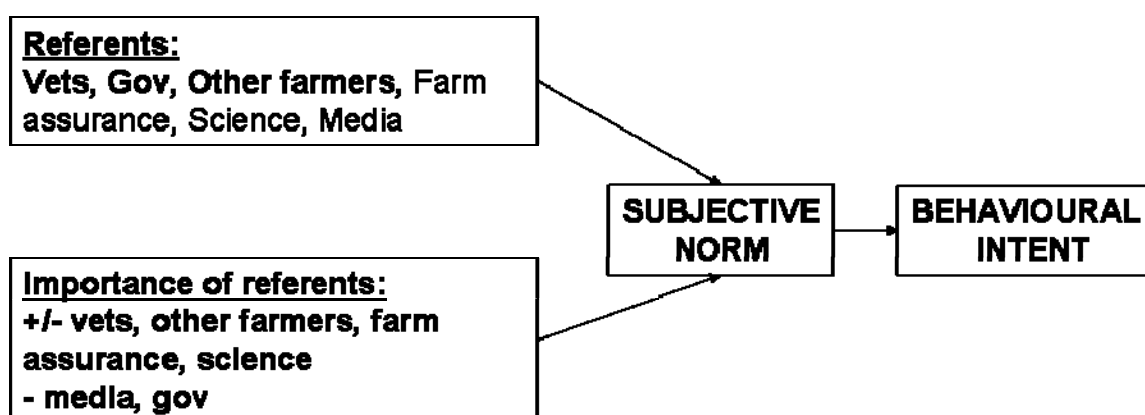 Referents:
Vets, Gov, Other farmers, Farm
assurance, Science, Media
SUBJECTIVE
NORM
BEHAVIOURAL
INTENT
Importance of referents:
+/- vets, other farmers, farm
assurance, science
- media, gov